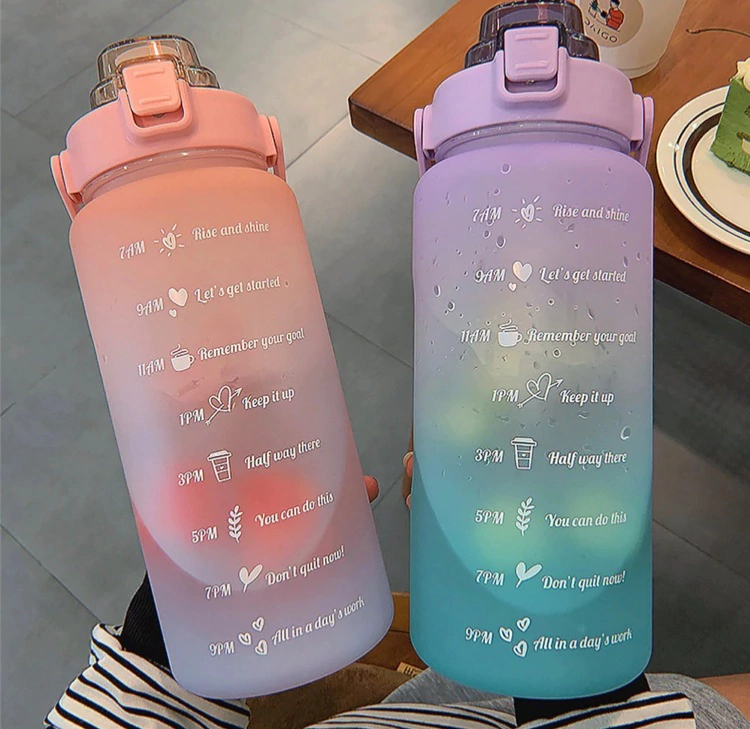 7AM Rise and shine
9AM Let's get started
11AM Remember your goal
1PM Keep it up
3PM Half way there
5PM You can do this
7PM Don't quit now!
9PM All in a day's work
7AM Rise and shine
9AM Let's get started
11AM Remember your goal
1PM Keep it up
3PM Half way there
5PM You can do this
7PM Don't quit now!
9PM All in a day's work